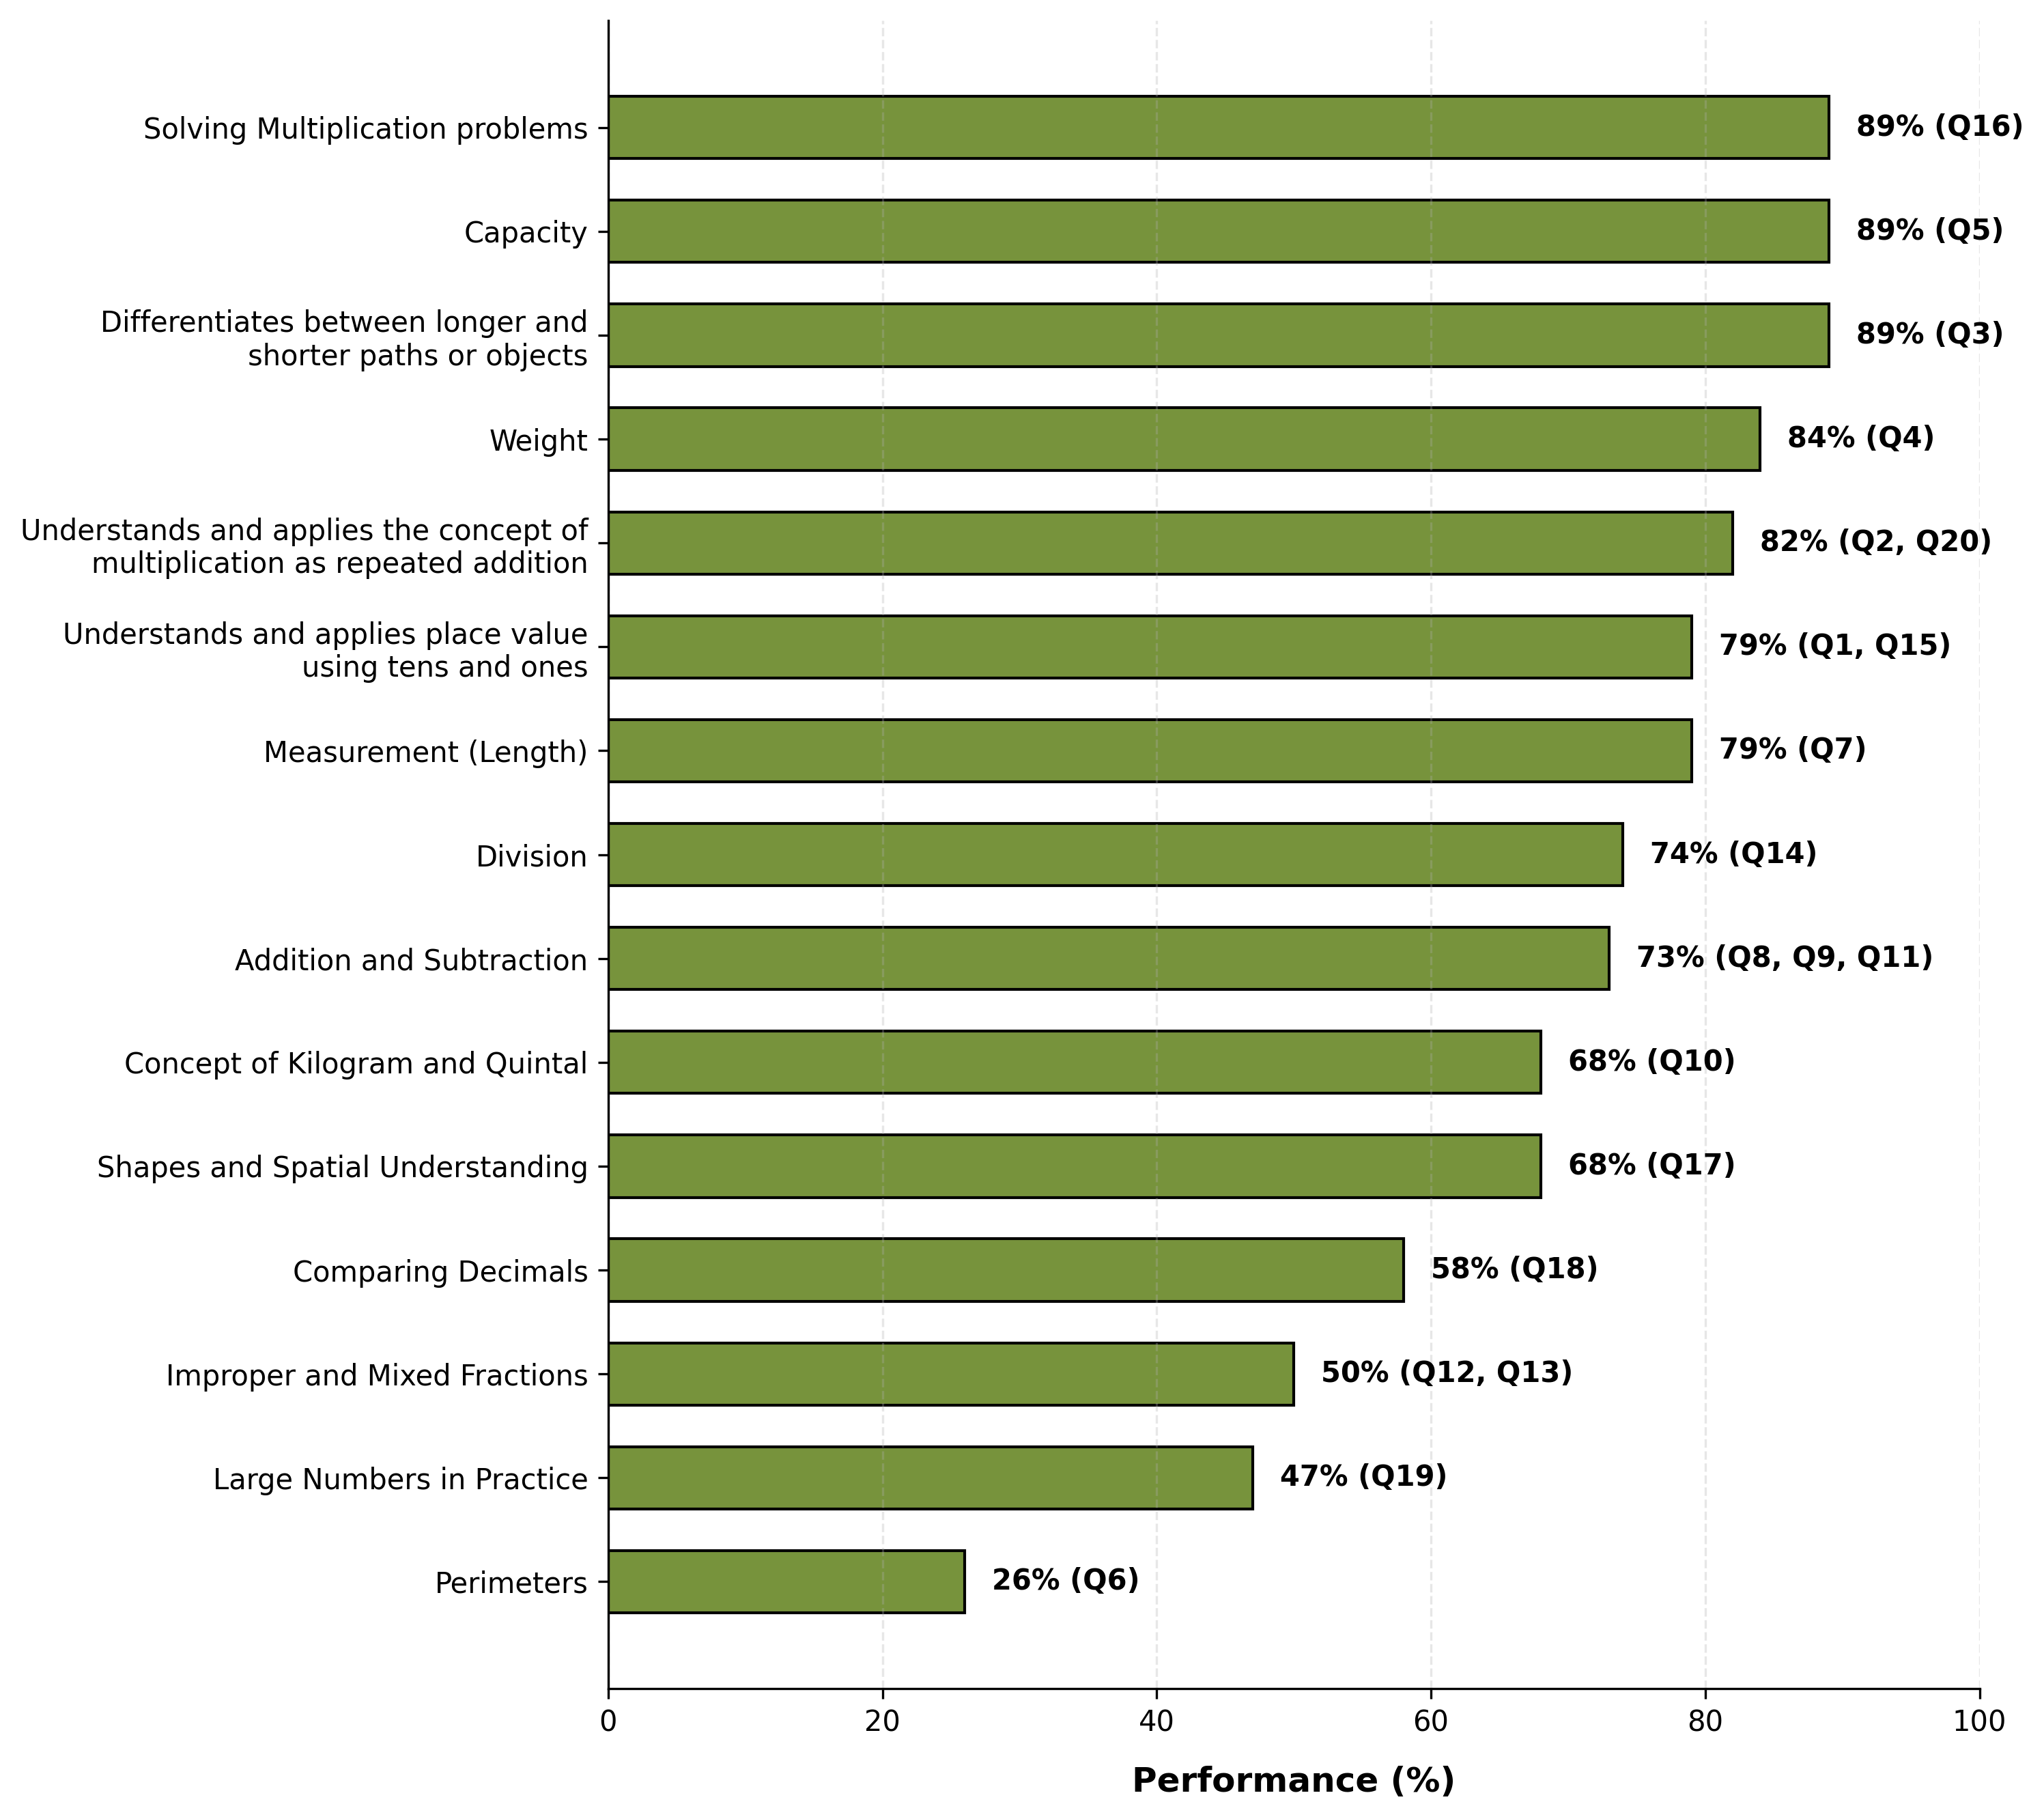 Solving Multiplication problems
89% (Q16)
Capacity
89% (Q5)
Differentiates between longer and
shorter paths or objects
89% (Q3)
Weight
84% (Q4)
Understands and applies the concept of
multiplication as repeated addition
82% (Q2, Q20)
Understands and applies place value
using tens and ones
79% (Q1, Q15)
Measurement (Length)
79% (Q7)
Division
74% (Q14)
Addition and Subtraction
73% (Q8, Q9, Q11)
Concept of Kilogram and Quintal
68% (Q10)
Shapes and Spatial Understanding
68% (Q17)
Comparing Decimals
58% (Q18)
Improper and Mixed Fractions
50% (Q12, Q13)
Large Numbers in Practice
47% (Q19)
Perimeters
26% (Q6)
0 20 40 60 80 100
Performance (%)